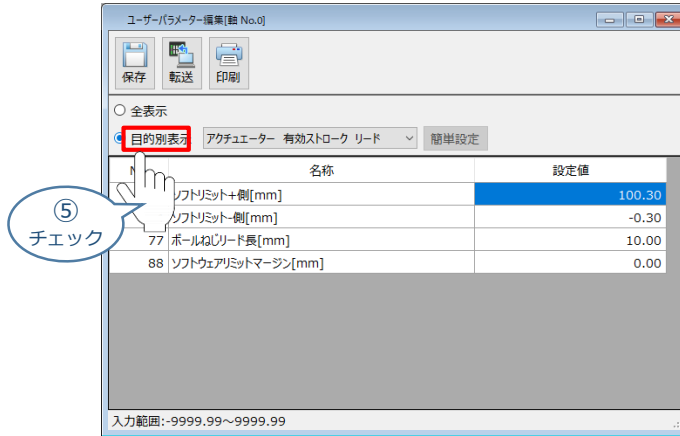 ユーザーパラメーター編集[軸 No.0]
保存 転送 印刷
全表示
目的別表示 アクチュエーター 有効ストローク リード 簡単設定
名称 設定値
ソフトリミット+側[mm] 100.30
ソフトリミット-側[mm] -0.30
77 ボールねじリード長[mm] 10.00
88 ソフトウェアリミットマージン[mm] 0.00
⑤
チェック
入力範囲:-9999.99～9999.99